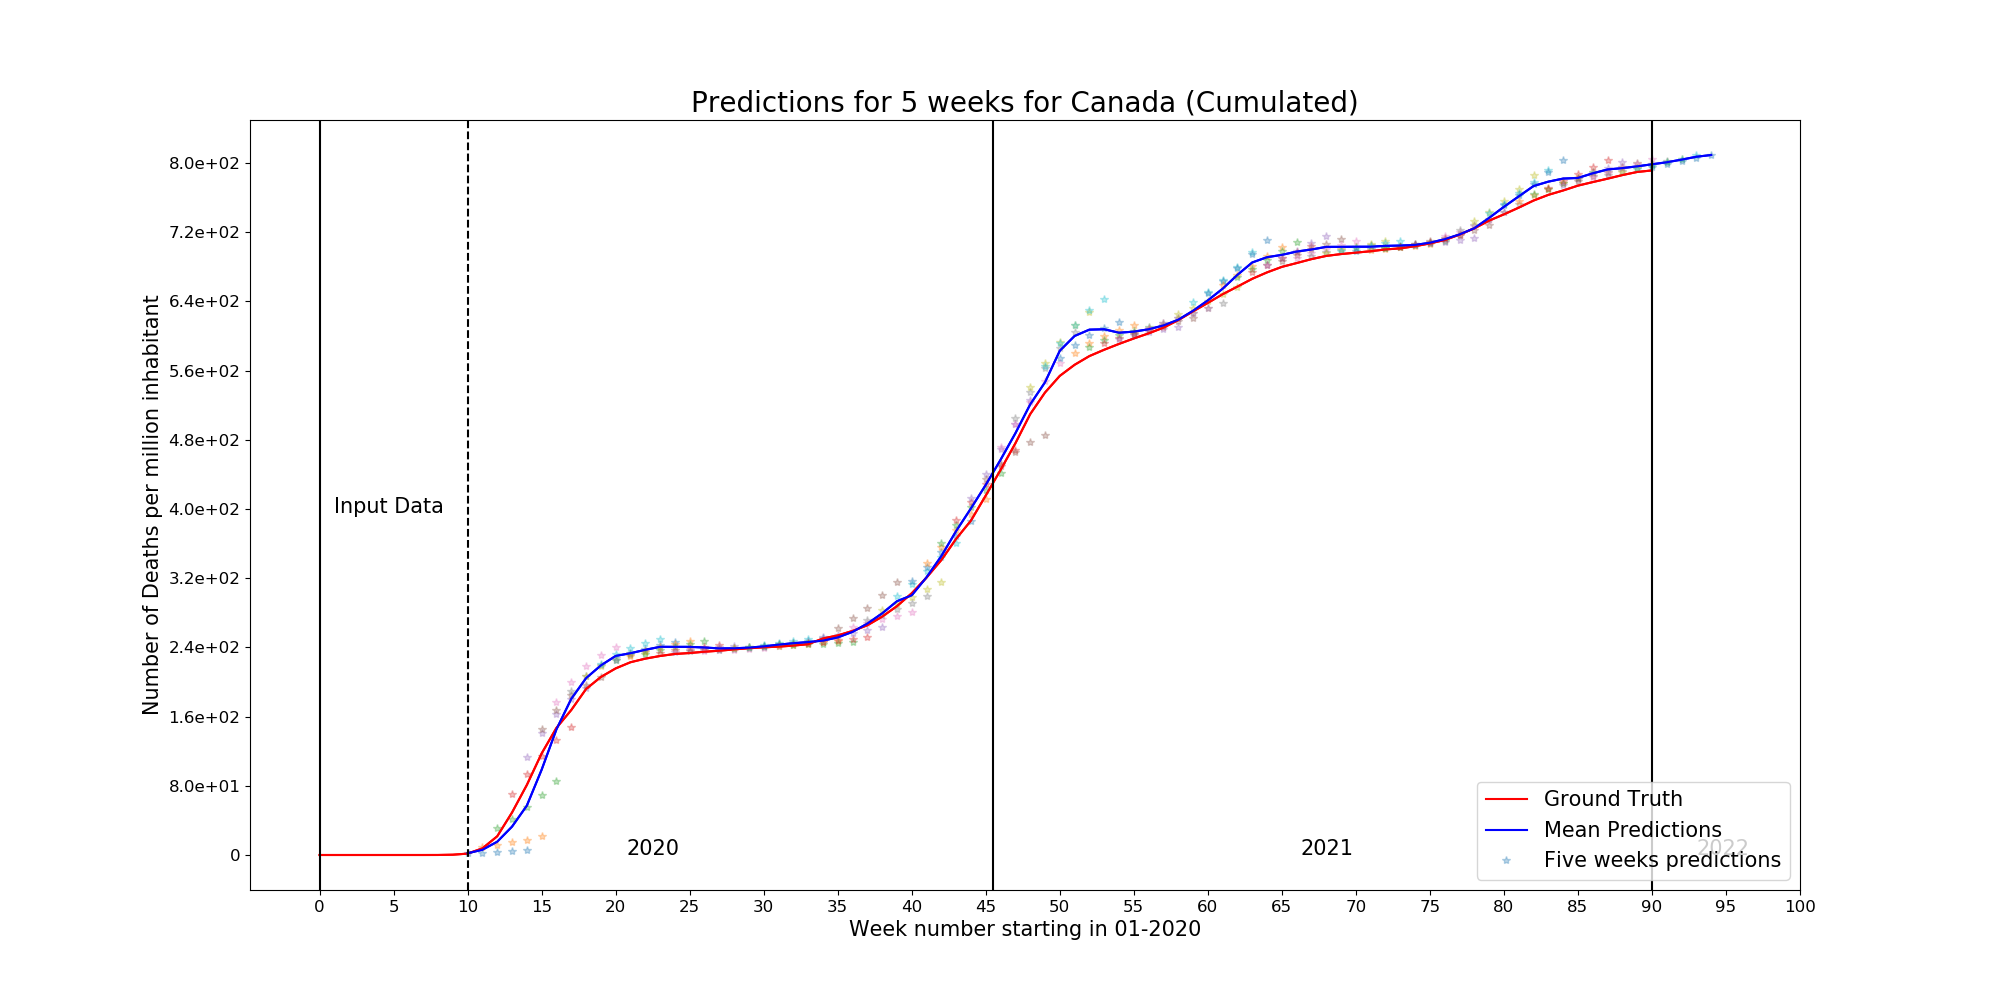 Predictions for 5 weeks for Canada (Cumulated)
Number of Deaths per million inhabitant
8.0e+02
7.2e+02
6.4e+02
5.6e+02
4.8e+02
4.0e+02
3.2e+02
2.4e+02
1.6e+02
8.0e+01
0
Input Data
2020
2021
2022
Ground Truth
Mean Predictions
Five weeks predictions
0 5 10 15 20 25 30 35 40 45 50 55 60 65 70 75 80 85 90 95 100
Week number starting in 01-2020